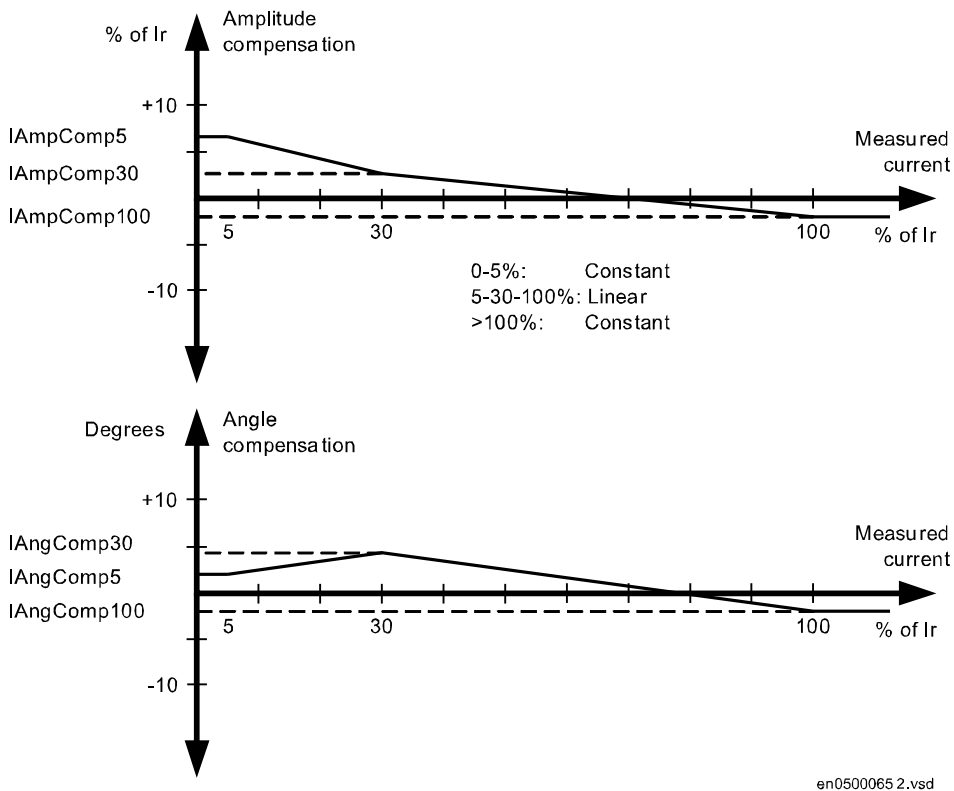 % of Ir
Amplitude
compensation
+10
IAmpComp5
Measured
current
IAmpComp30
IAmpComp100
5
30
100
% of Ir
0-5%: Constant
5-30-100%: Linear
>100%: Constant
-10
Degrees
Angle
compensation
+10
IAngComp30
Measured
current
IAngComp5
IAngComp100
5
30
100
% of Ir
-10
en0500065 2.vsd